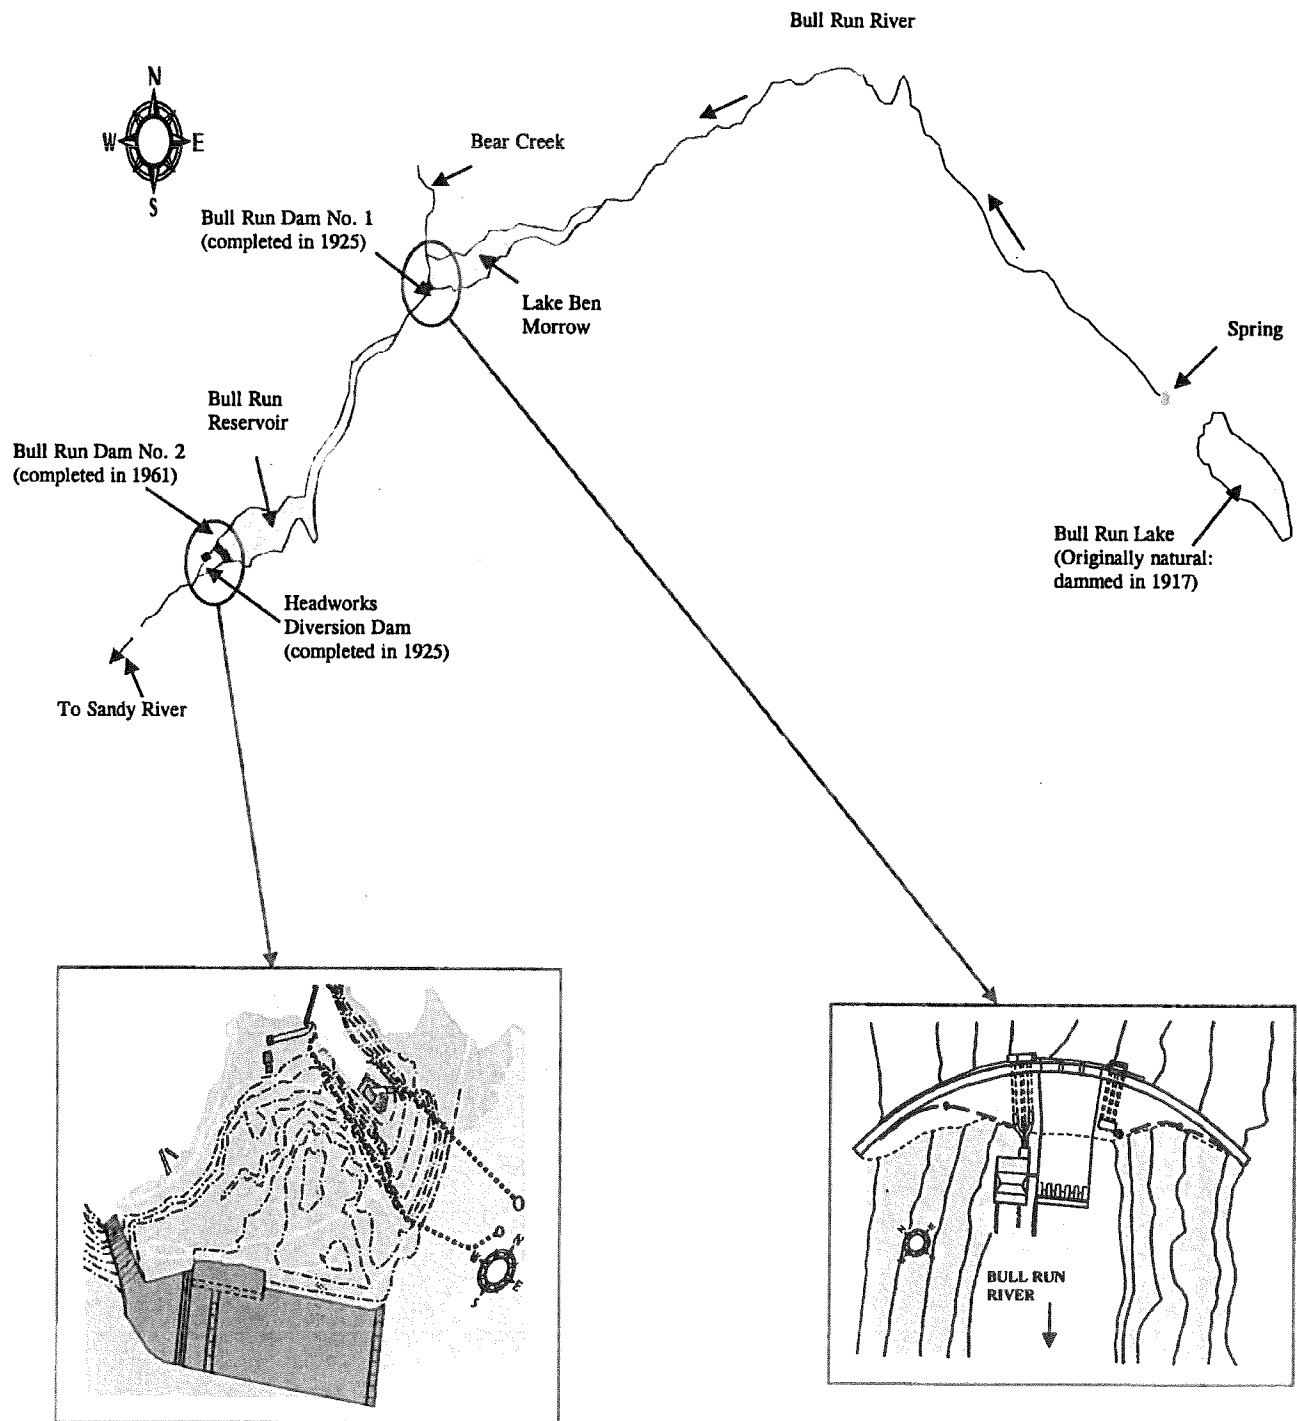 Bull Run River
N
W E
S
Bear Creek
Bull Run Dam No. 1
(completed in 1925)
Lake Ben
Morrow
Spring
Bull Run
Reservoir
Bull Run Dam No. 2
(completed in 1961)
Bull Run Lake
(Originally natural:
dammed in 1917)
Headworks
Diversion Dam
(completed in 1925)
To Sandy River
N
W
E
S
N
BULL RUN
RIVER